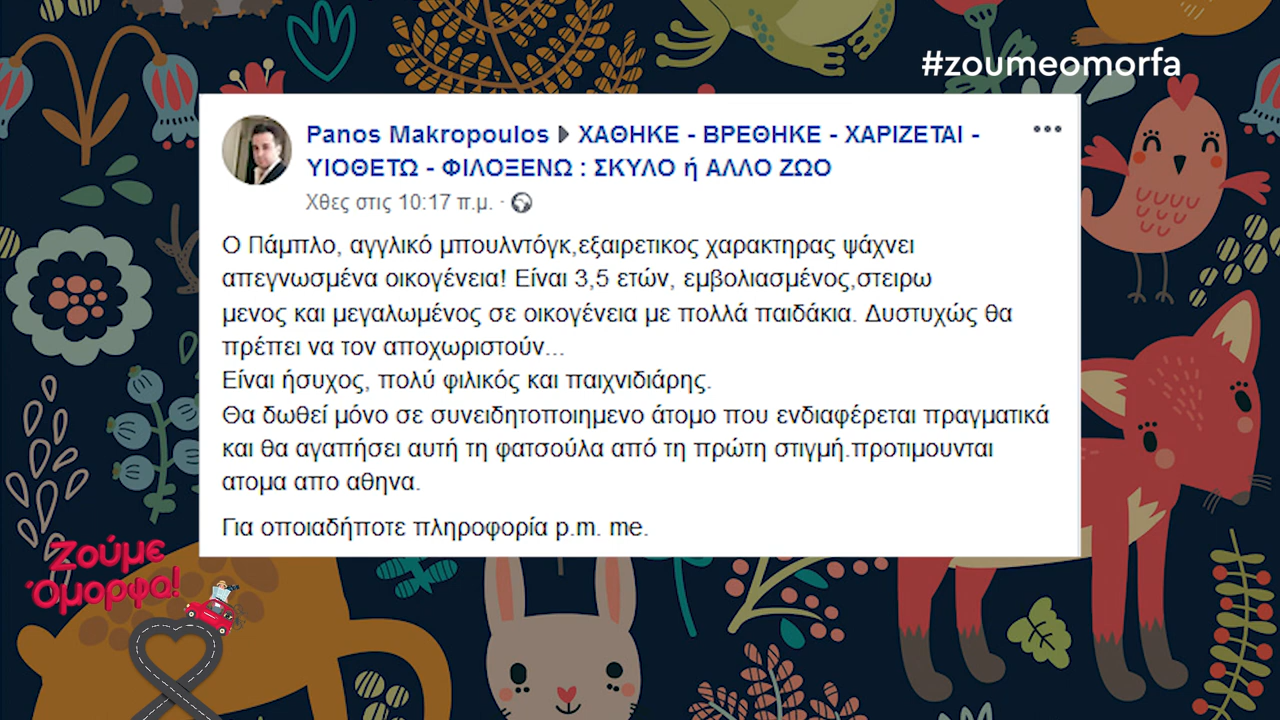 #zoumeomorfa
Panos Makropoulos ▶ ΧΑΘΗΚΕ - ΒΡΕΘΗΚΕ - ΧΑΡΙΖΕΤΑΙ -
ΥΙΟΘΕΤΩ - ΦΙΛΟΞΕΝΩ : ΣΚΥΛΟ ή ΑΛΛΟ ΖΩΟ
Χθες στις 10:17 π.μ. ·
Ο Πάμπλο, αγγλικό μπουλντόγκ,εξαιρετικος χαρακτηρας ψάχνει
απεγνωσμένα οικογένεια! Είναι 3,5 ετών, εμβολιασμένος,στειρω
μενος και μεγαλωμένος σε οικογένεια με πολλά παιδάκια. Δυστυχώς θα
πρέπει να τον αποχωριστούν...
Είναι ήσυχος, πολύ φιλικός και παιχνιδιάρης.
Θα δωθεί μόνο σε συνειδητοποιημενο άτομο που ενδιαφέρεται πραγματικά
και θα αγαπήσει αυτή τη φατσούλα από τη πρώτη στιγμή.προτιμουνται
ατομα απο αθηνα.
Για οποιαδήποτε πληροφορία p.m. me.
Ζούμε
Όμορφα!